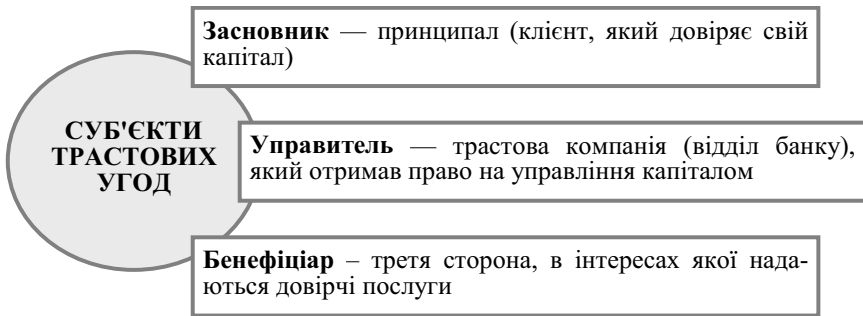 СУБ'ЄКТИ
ТРАСТОВИХ
УГОД
Засновник — принципал (клієнт, який довіряє свій
капітал)
Управитель — трастова компанія (відділ банку),
який отримав право на управління капіталом
Бенефіціар – третя сторона, в інтересах якої нада-
ються довірчі послуги